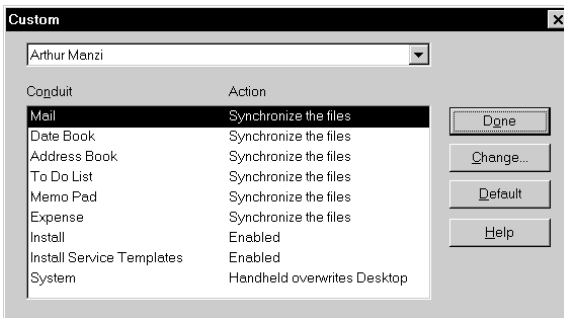 Custom
Arthur Manzi
Conduit Action
Mail Synchronize the files
Date Book Synchronize the files
Address Book Synchronize the files
To Do List Synchronize the files
Memo Pad Synchronize the files
Expense Synchronize the files
Install Enabled
Install Service Templates Enabled
System Handheld overwrites Desktop
Done
Change...
Default
Help